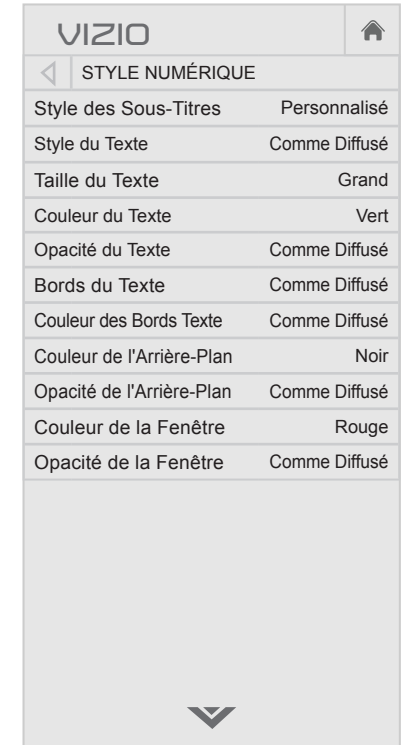 VIZIO
STYLE NUMÉRIQUE
Style des Sous-Titres Personnalisé
Style du Texte Comme Diffusé
Taille du Texte Grand
Couleur du Texte Vert
Opacité du Texte Comme Diffusé
Bords du Texte Comme Diffusé
Couleur des Bords Texte Comme Diffusé
Couleur de l'Arrière-Plan Noir
Opacité de l'Arrière-Plan Comme Diffusé
Couleur de la Fenêtre Rouge
Opacité de la Fenêtre Comme Diffusé